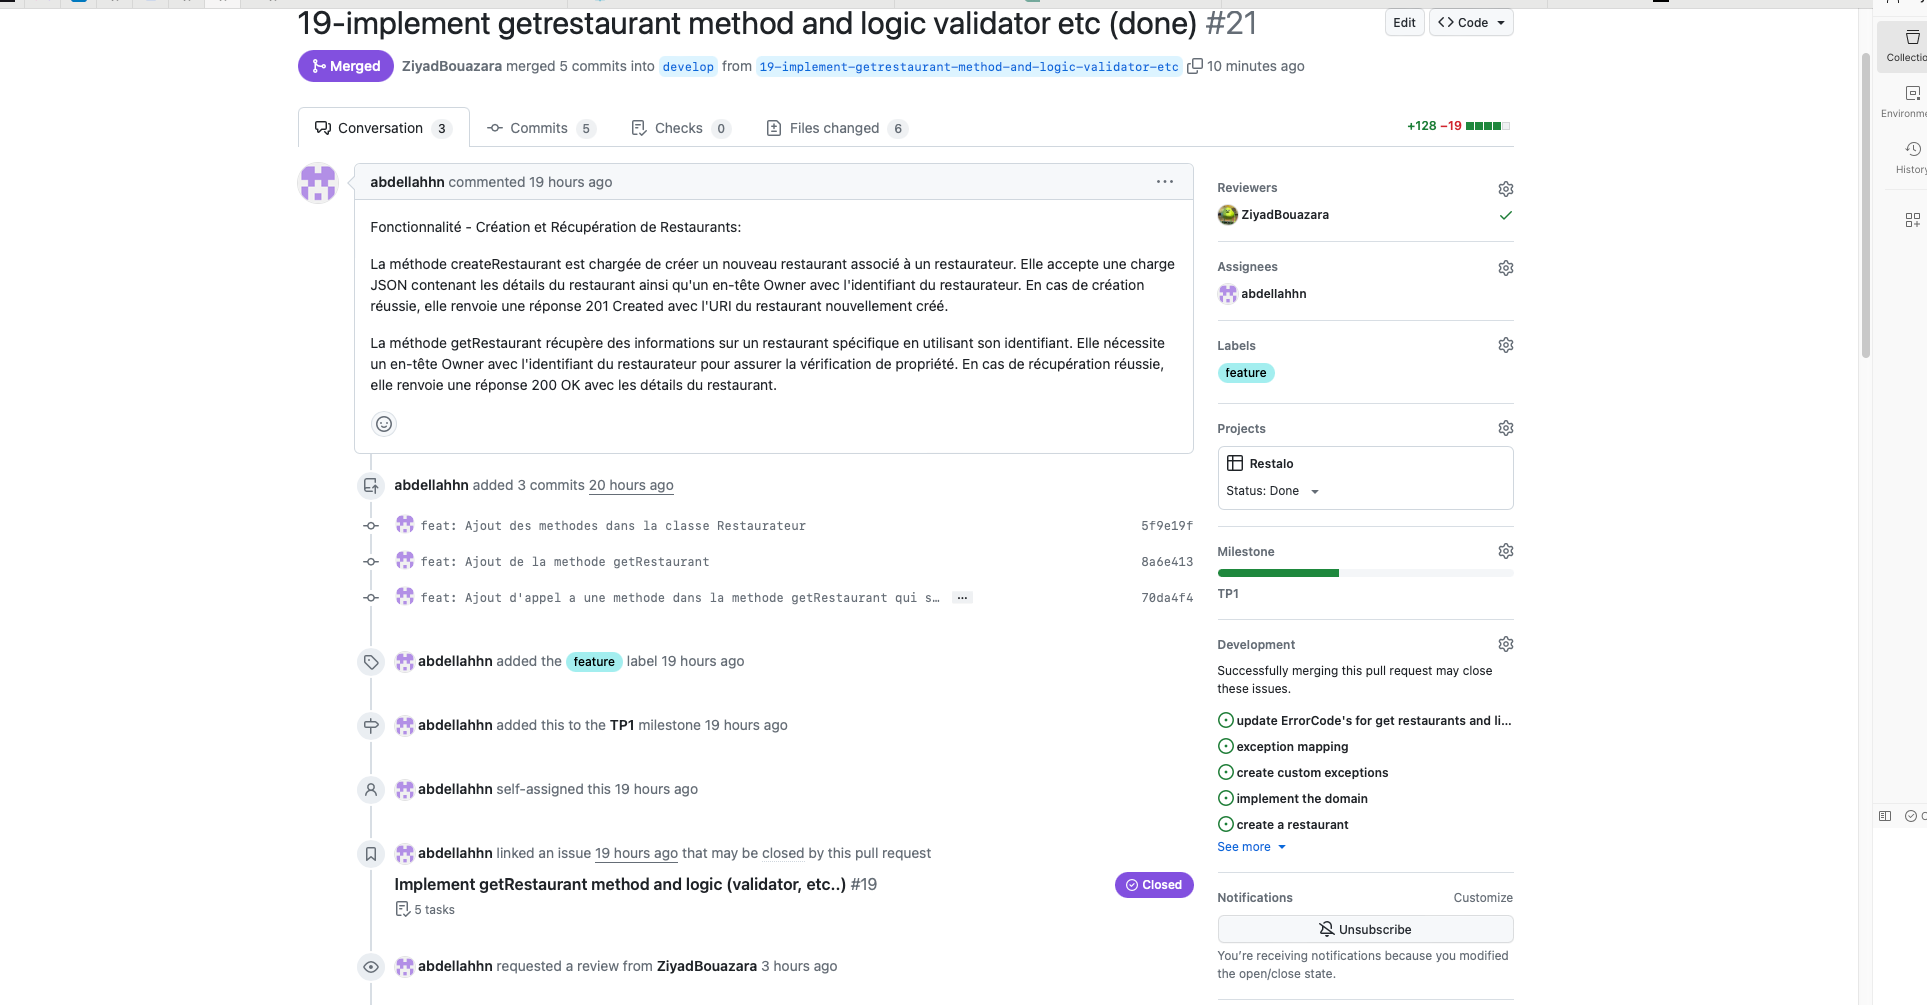 19-implement getrestaurant method and logic validator etc (done) #21
Edit
Code
Merged
ZiyadBouazara merged 5 commits into develop from 19-implement-getrestaurant-method-and-logic-validator-etc 10 minutes ago
Conversation 3
Commits 5
Checks 0
Files changed 6
+128 −19
abdellahhn commented 19 hours ago
Fonctionnalité - Création et Récupération de Restaurants:
La méthode createRestaurant est chargée de créer un nouveau restaurant associé à un restaurateur. Elle accepte une charge
JSON contenant les détails du restaurant ainsi qu'un en-tête Owner avec l'identifiant du restaurateur. En cas de création
réussie, elle renvoie une réponse 201 Created avec l'URI du restaurant nouvellement créé.
La méthode getRestaurant récupère des informations sur un restaurant spécifique en utilisant son identifiant. Elle nécessite
un en-tête Owner avec l'identifiant du restaurateur pour assurer la vérification de propriété. En cas de récupération réussie,
elle renvoie une réponse 200 OK avec les détails du restaurant.
abdellahhn added 3 commits 20 hours ago
feat: Ajout des methodes dans la classe Restaurateur 5f9e19f
feat: Ajout de la methode getRestaurant 8a6e413
feat: Ajout d'appel a une methode dans la methode getRestaurant qui s… 70da4f4
abdellahhn added the feature label 19 hours ago
abdellahhn added this to the TP1 milestone 19 hours ago
abdellahhn self-assigned this 19 hours ago
abdellahhn linked an issue 19 hours ago that may be closed by this pull request
Implement getRestaurant method and logic (validator, etc..) #19
Closed
5 tasks
abdellahhn requested a review from ZiyadBouazara 3 hours ago
Reviewers
ZiyadBouazara
Assignees
abdellahhn
Labels
feature
Projects
Restalo
Status: Done
Milestone
TP1
Development
Successfully merging this pull request may close
these issues.
update ErrorCode's for get restaurants and li...
exception mapping
create custom exceptions
implement the domain
create a restaurant
See more
Notifications
Customize
Unsubscribe
You're receiving notifications because you modified
the open/close state.
Collectio
Environme
History